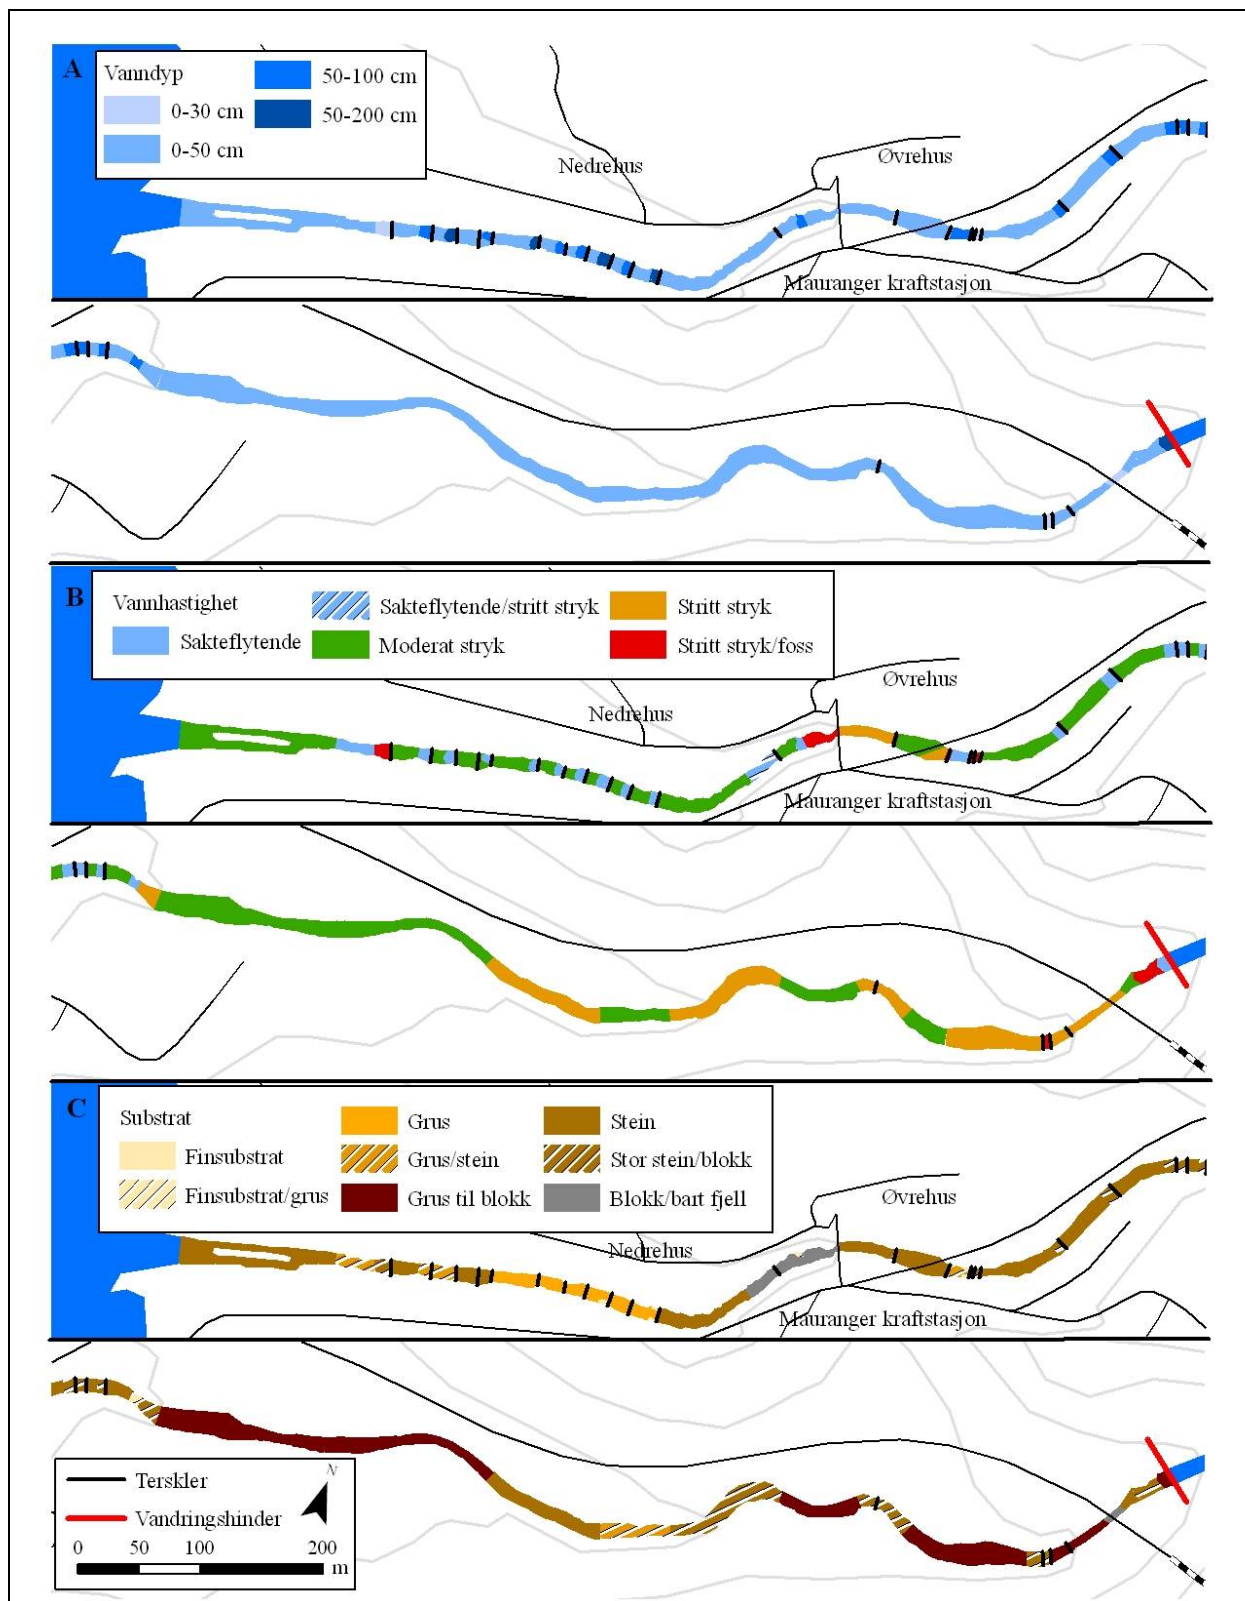 A
Vanndyp
0-30 cm
0-50 cm
50-100 cm
50-200 cm
Nedrehus
Øvrehus
Mauranger kraftstasjon
B
Vannhastighet
Sakteflytende
Sakteflytende/stritt stryk
Moderat stryk
Stritt stryk
Stritt stryk/foss
Øvrehus
Nedrehus
Mauranger kraftstasjon
C
Substrat
Finsubstrat
Finsubstrat/grus
Grus
Grus/stein
Grus til blokk
Stein
Stor stein/blokk
Blokk/bart fjell
Øvrehus
Nedrehus
Mauranger kraftstasjon
Terskler
Vandringshinder
N
0 50 100 200
m